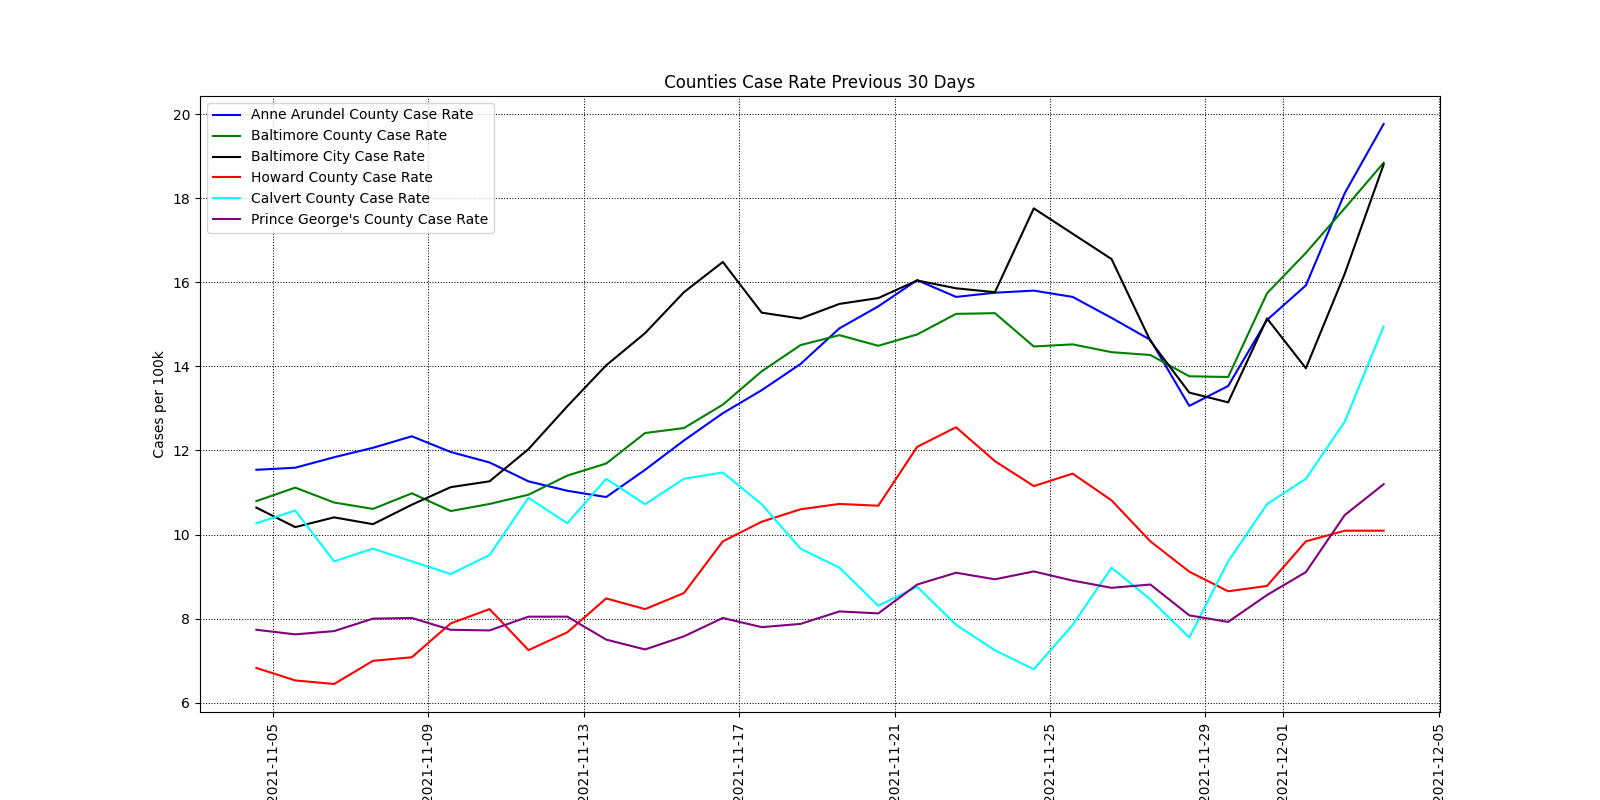 Counties Case Rate Previous 30 Days
Anne Arundel County Case Rate
Baltimore County Case Rate
Baltimore City Case Rate
Howard County Case Rate
Calvert County Case Rate
Prince George's County Case Rate
Cases per 100k
20
18
16
14
12
10
8
6
2021-11-05
2021-11-09
2021-11-13
2021-11-17
2021-11-21
2021-11-25
2021-11-29
2021-12-01
2021-12-05